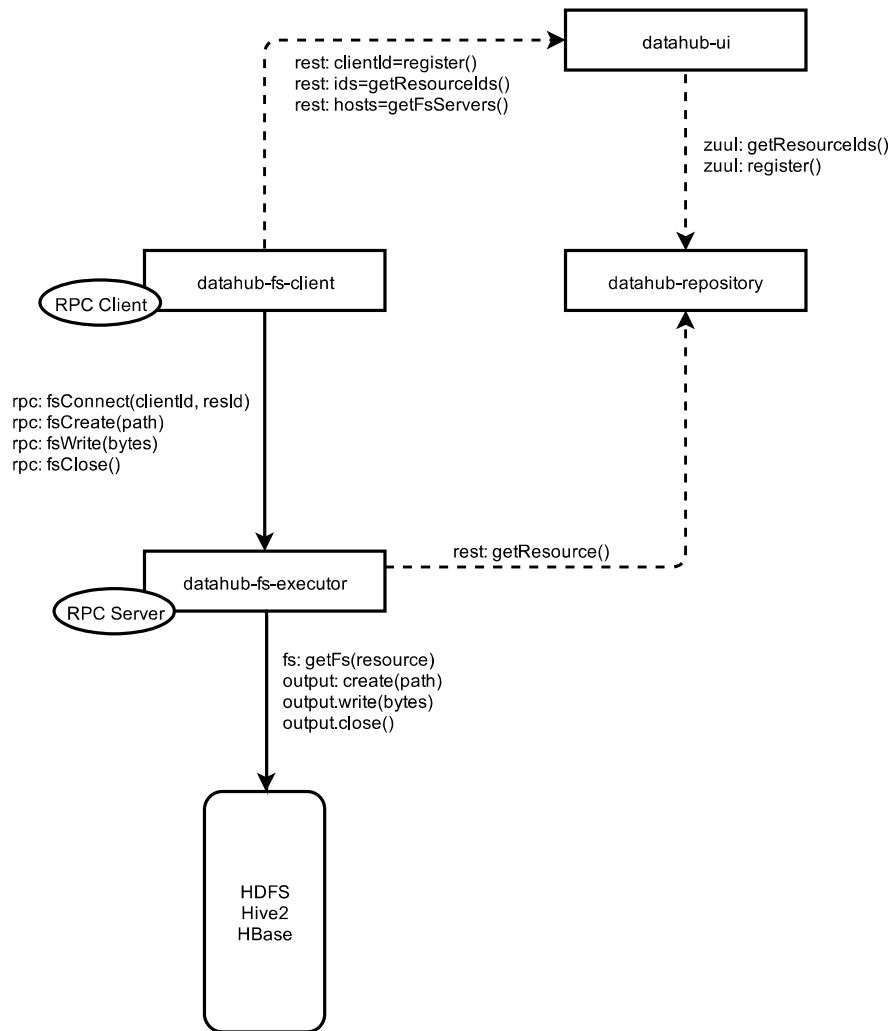 datahub-ui
rest: clientId=register()
rest: ids=getResourceIds()
rest: hosts=getFsServers()
zuul: getResourceIds()
zuul: register()
datahub-fs-client
datahub-repository
RPC Client
rpc: fsConnect(clientId, resId)
rpc: fsCreate(path)
rpc: fsWrite(bytes)
rpc: fsClose()
rest: getResource()
datahub-fs-executor
RPC Server
fs: getFs(resource)
output: create(path)
output.write(bytes)
output.close()
HDFS
Hive2
HBase